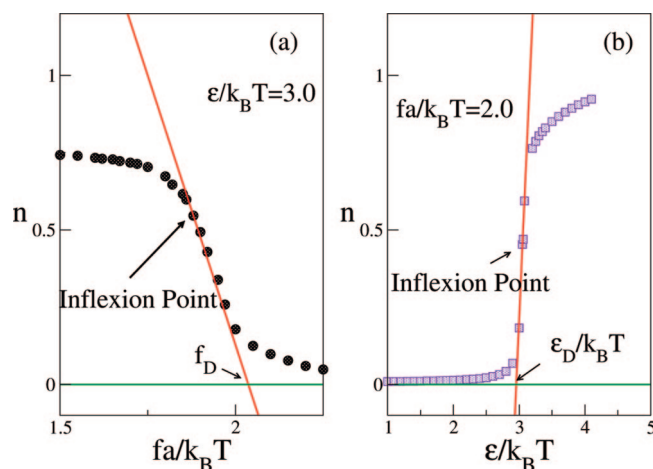 (a)
ε/k_BT=3.0
1
n
0.5
0
Inflexion Point
f_D
1.5
2
fa/k_BT
(b)
fa/k_BT=2.0
1
n
0.5
0
Inflexion Point
ε_D/k_BT
1 2 3 4 5
ε/k_BT